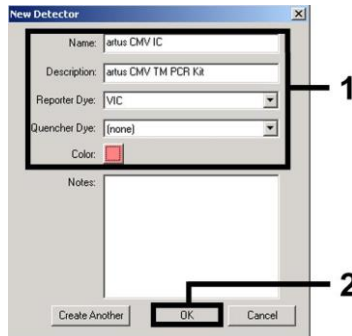 New Detector
Name: artus CMV IC
Description: artus CMV TM PCR Kit
Reporter Dye: VIC
Quencher Dye: (none)
Color:
1
Notes:
2
Create Another OK Cancel